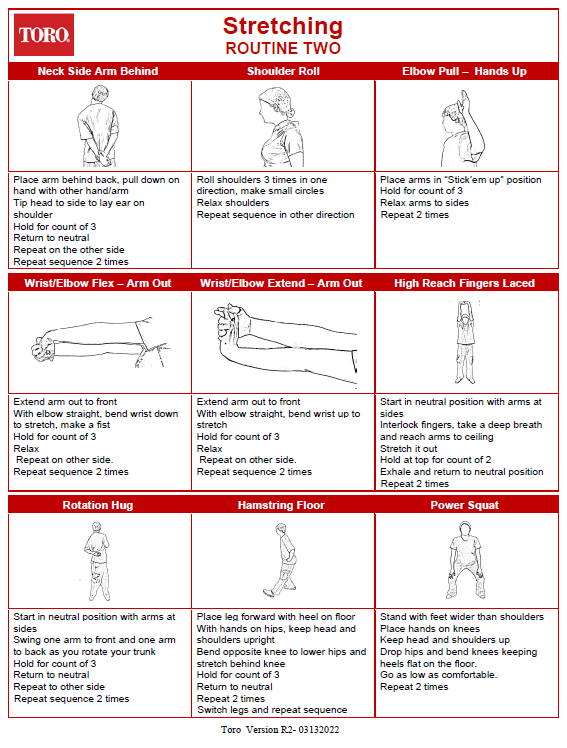 TORO.
Stretching
ROUTINE TWO
Neck Side Arm Behind
Shoulder Roll
Elbow Pull – Hands Up
Place arm behind back, pull down on
hand with other hand/arm
Tip head to side to lay ear on
shoulder
Hold for count of 3
Return to neutral
Repeat on the other side
Repeat sequence 2 times
Roll shoulders 3 times in one
direction, make small circles
Relax shoulders
Repeat sequence in other direction
Place arms in “Stick’em up” position
Hold for count of 3
Relax arms to sides
Repeat 2 times
Wrist/Elbow Flex – Arm Out
Wrist/Elbow Extend – Arm Out
High Reach Fingers Laced
Extend arm out to front
With elbow straight, bend wrist down
to stretch, make a fist
Hold for count of 3
Relax
Repeat on other side.
Repeat sequence 2 times
Extend arm out to front
With elbow straight, bend wrist up to
stretch
Hold for count of 3
Relax
Repeat on other side.
Repeat sequence 2 times
Start in neutral position with arms at
sides
Interlock fingers, take a deep breath
and reach arms to ceiling
Stretch it out
Hold at top for count of 2
Exhale and return to neutral position
Repeat 2 times
Rotation Hug
Hamstring Floor
Power Squat
Start in neutral position with arms at
sides
Swing one arm to front and one arm
to back as you rotate your trunk
Hold for count of 3
Return to neutral
Repeat to other side
Repeat sequence 2 times
Place leg forward with heel on floor
With hands on hips, keep head and
shoulders upright
Bend opposite knee to lower hips and
stretch behind knee
Hold for count of 3
Return to neutral
Repeat 2 times
Switch legs and repeat sequence
Stand with feet wider than shoulders
Place hands on knees
Keep head and shoulders up
Drop hips and bend knees keeping
heels flat on the floor.
Go as low as comfortable.
Repeat 2 times
Toro Version R2- 03132022